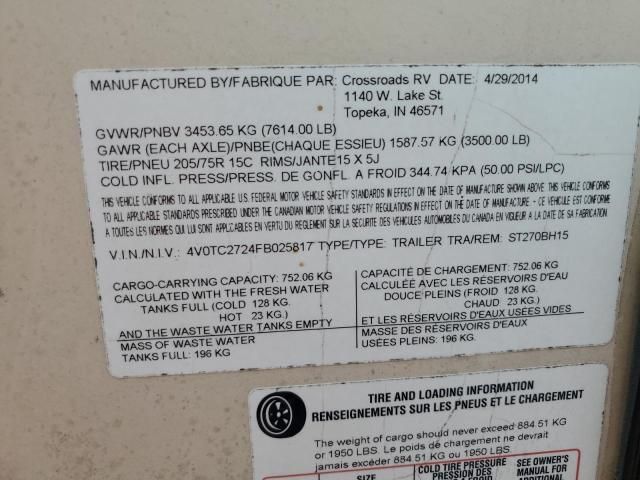 MANUFACTURED BY/FABRIQUE PAR: Crossroads RV DATE: 4/29/2014
1140 W. Lake St.
Topeka, IN 46571
GVWR/PNBV 3453.65 KG (7614.00 LB)
GAWR (EACH AXLE)/PNBE(CHAQUE ESSIEU) 1587.57 KG (3500.00 LB)
TIRE/PNEU 205/75R 15C RIMS/JANTE15 X 5J
COLD INFL. PRESS/PRESS. DE GONFL. A FROID 344.74 KPA (50.00 PSI/LPC)
THIS VEHICLE CONFORMS TO ALL APPLICABLE U.S. FEDERAL MOTOR VEHICLE SAFETY STANDARDS IN EFFECT ON THE DATE OF MANUFACTURE SHOWN ABOVE. THIS VEHICLE CONFORMS
TO ALL APPLICABLE STANDARDS PRESCRIBED UNDER THE CANADIAN MOTOR VEHICLE SAFETY REGULATIONS IN EFFECT ON THE DATE OF MANUFACTURE. CE VEHICULE EST CONFORME
A TOUTES LES NORMES QUI LUI SONT APPLICABLES EN VERTU DU REGLEMENT SUR LA SECURITE DES VEHICULES AUTOMOBILES DU CANADA EN VIGUEUR A LA DATE DE SA FABRICATION.
V.I.N./N.I.V.: 4V0TC2724FB025817 TYPE/TYPE: TRAILER TRA/REM: ST270BH15
CARGO-CARRYING CAPACITY: 752.06 KG
CALCULATED WITH THE FRESH WATER
TANKS FULL (COLD 128 KG.
HOT 23 KG.)
AND THE WASTE WATER TANKS EMPTY
MASS OF WASTE WATER
TANKS FULL: 196 KG
CAPACITÉ DE CHARGEMENT: 752.06 KG
CALCULÉE AVEC LES RÉSERVOIRS D'EAU
DOUCE PLEINS (FROID 128 KG.
CHAUD 23 KG.)
ET LES RÉSERVOIRS D'EAUX USÉES VIDES
MASSE DES RÉSERVOIRS D'EAUX
USÉES PLEINS: 196 KG
TIRE AND LOADING INFORMATION
RENSEIGNEMENTS SUR LES PNEUS ET LE CHARGEMENT
The weight of cargo should never exceed 884.51 KG
or 1950 LBS. Le poids de chargement ne devrait
jamais excéder 884.51 KG ou 1950 LBS.
SIZE
COLD TIRE PRESSURE
PRESSION DES
SEE OWNER'S
MANUAL FOR
ADDITIONAL